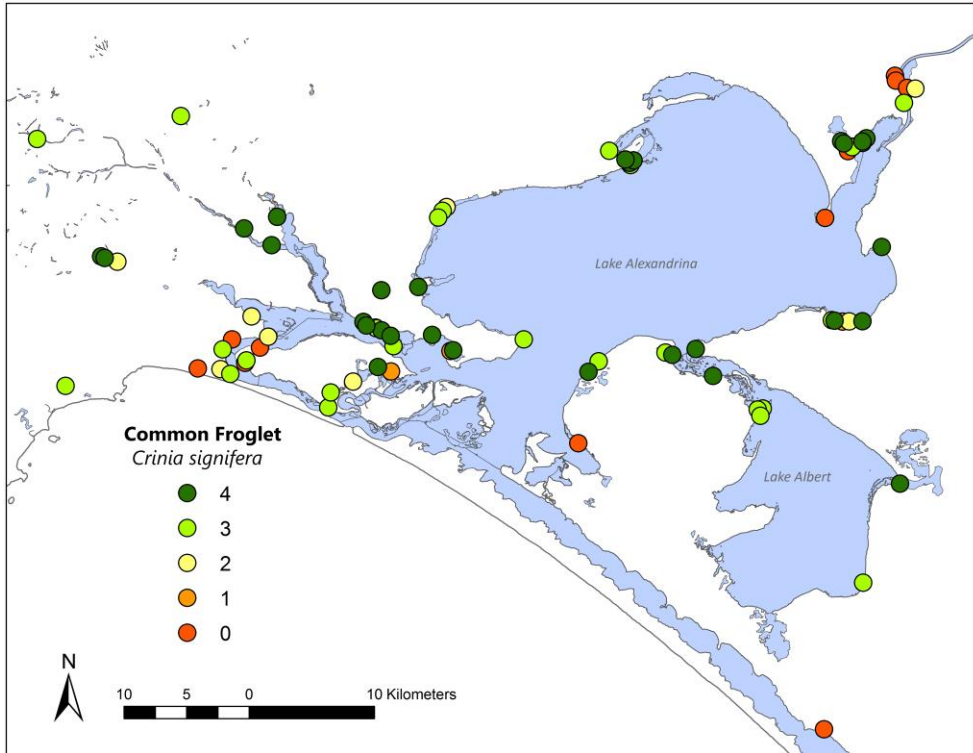 Lake Alexandrina
Common Froglet
Crinia signifera
4
3
2
1
0
Lake Albert
N
10 5 0 10 Kilometers